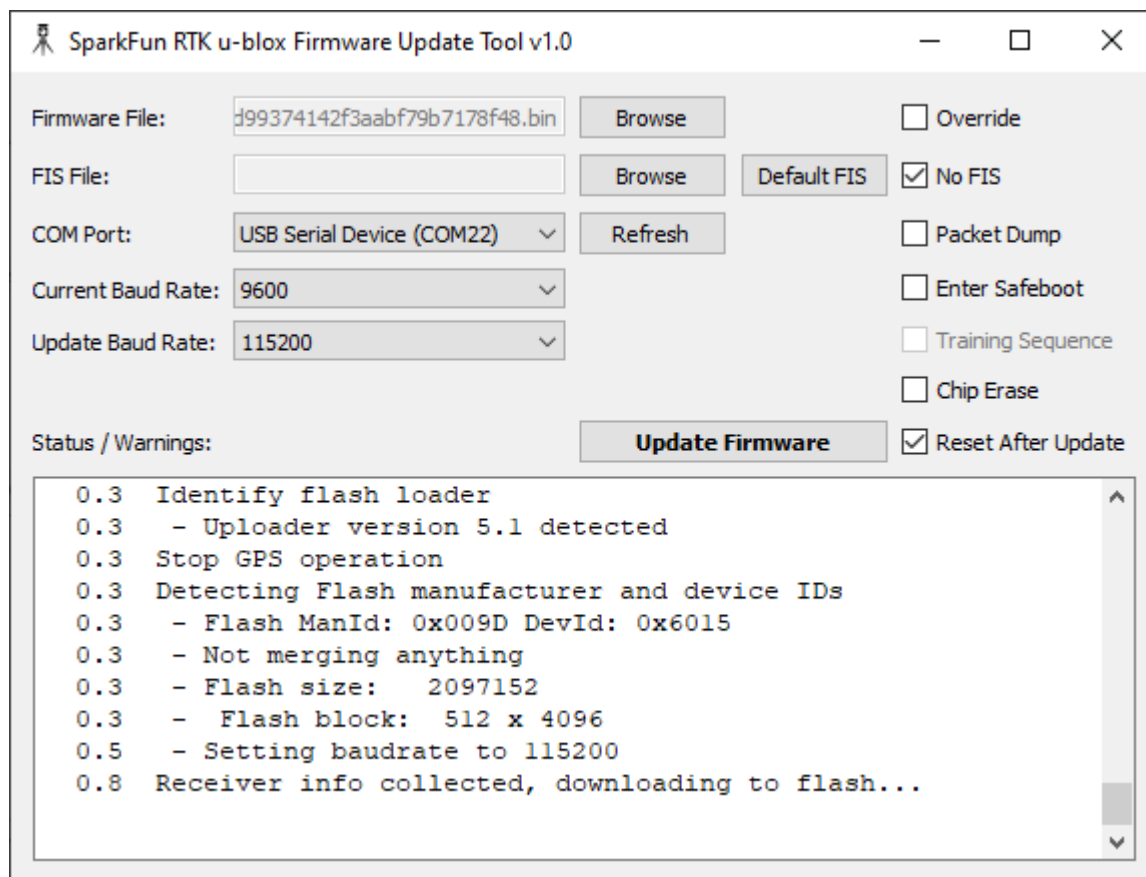 SparkFun RTK u-blox Firmware Update Tool v1.0
Firmware File: d99374142f3aabf79b7178f48.bin Browse Override
FIS File: Browse Default FIS No FIS
COM Port: USB Serial Device (COM22) Refresh Packet Dump
Current Baud Rate: 9600 Enter Safeboot
Update Baud Rate: 115200 Training Sequence
Chip Erase
Status / Warnings: Update Firmware Reset After Update
0.3 Identify flash loader
0.3 - Uploader version 5.1 detected
0.3 Stop GPS operation
0.3 Detecting Flash manufacturer and device IDs
0.3 - Flash ManId: 0x009D DevId: 0x6015
0.3 - Not merging anything
0.3 - Flash size: 2097152
0.3 - Flash block: 512 x 4096
0.5 - Setting baudrate to 115200
0.8 Receiver info collected, downloading to flash...